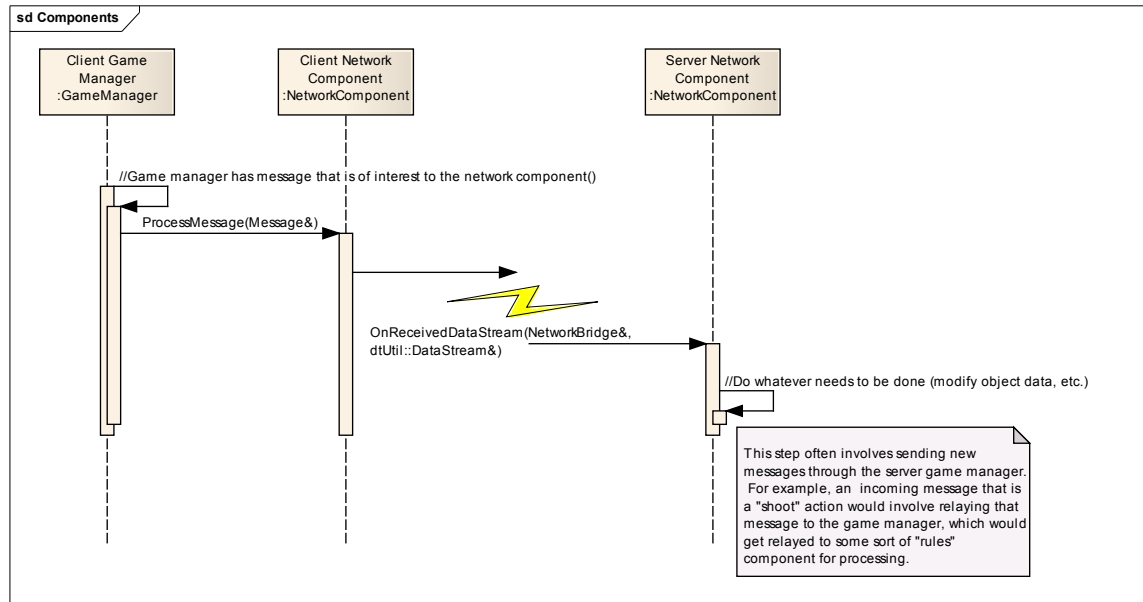 sd Components
Client Game
Manager
:GameManager
Client Network
Component
:NetworkComponent
Server Network
Component
:NetworkComponent
//Game manager has message that is of interest to the network component()
ProcessMessage(Message&)
OnReceivedDataStream(NetworkBridge&,
dtUtil::DataStream&)
//Do whatever needs to be done (modify object data, etc.)
This step often involves sending new
messages through the server game manager.
For example, an incoming message that is
a "shoot" action would involve relaying that
message to the game manager, which would
get relayed to some sort of "rules"
component for processing.